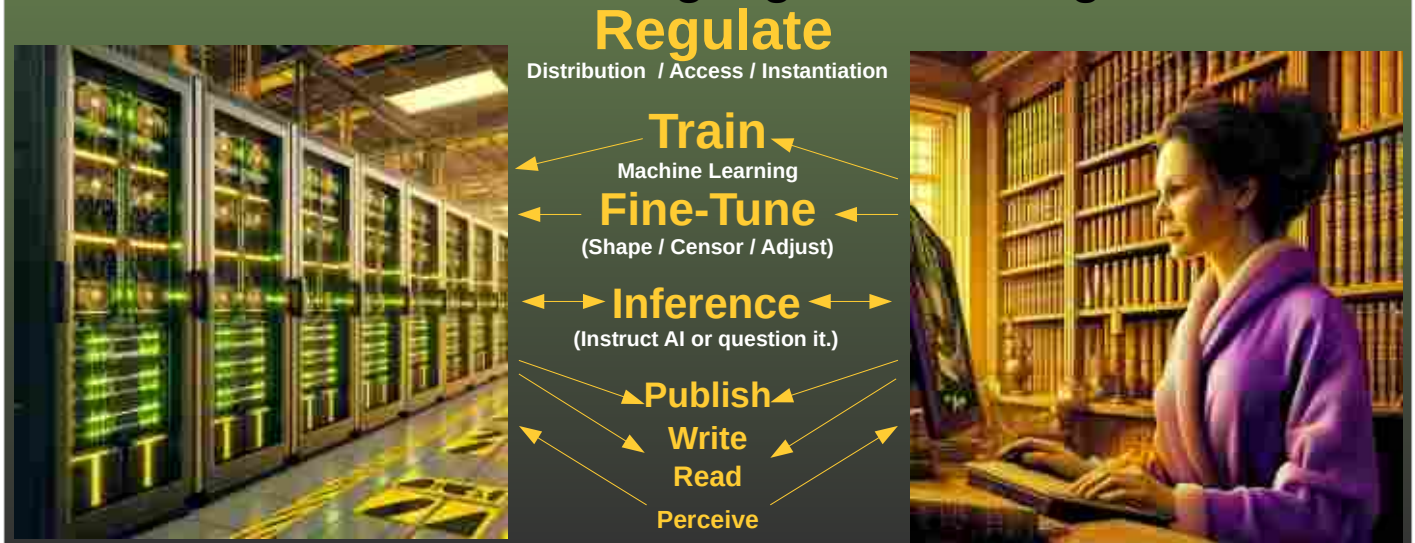 Regulate
Distribution / Access / Instantiation
Train
Machine Learning
Fine-Tune
(Shape / Censor / Adjust)
Inference
(Instruct AI or question it.)
Publish
Write
Read
Perceive